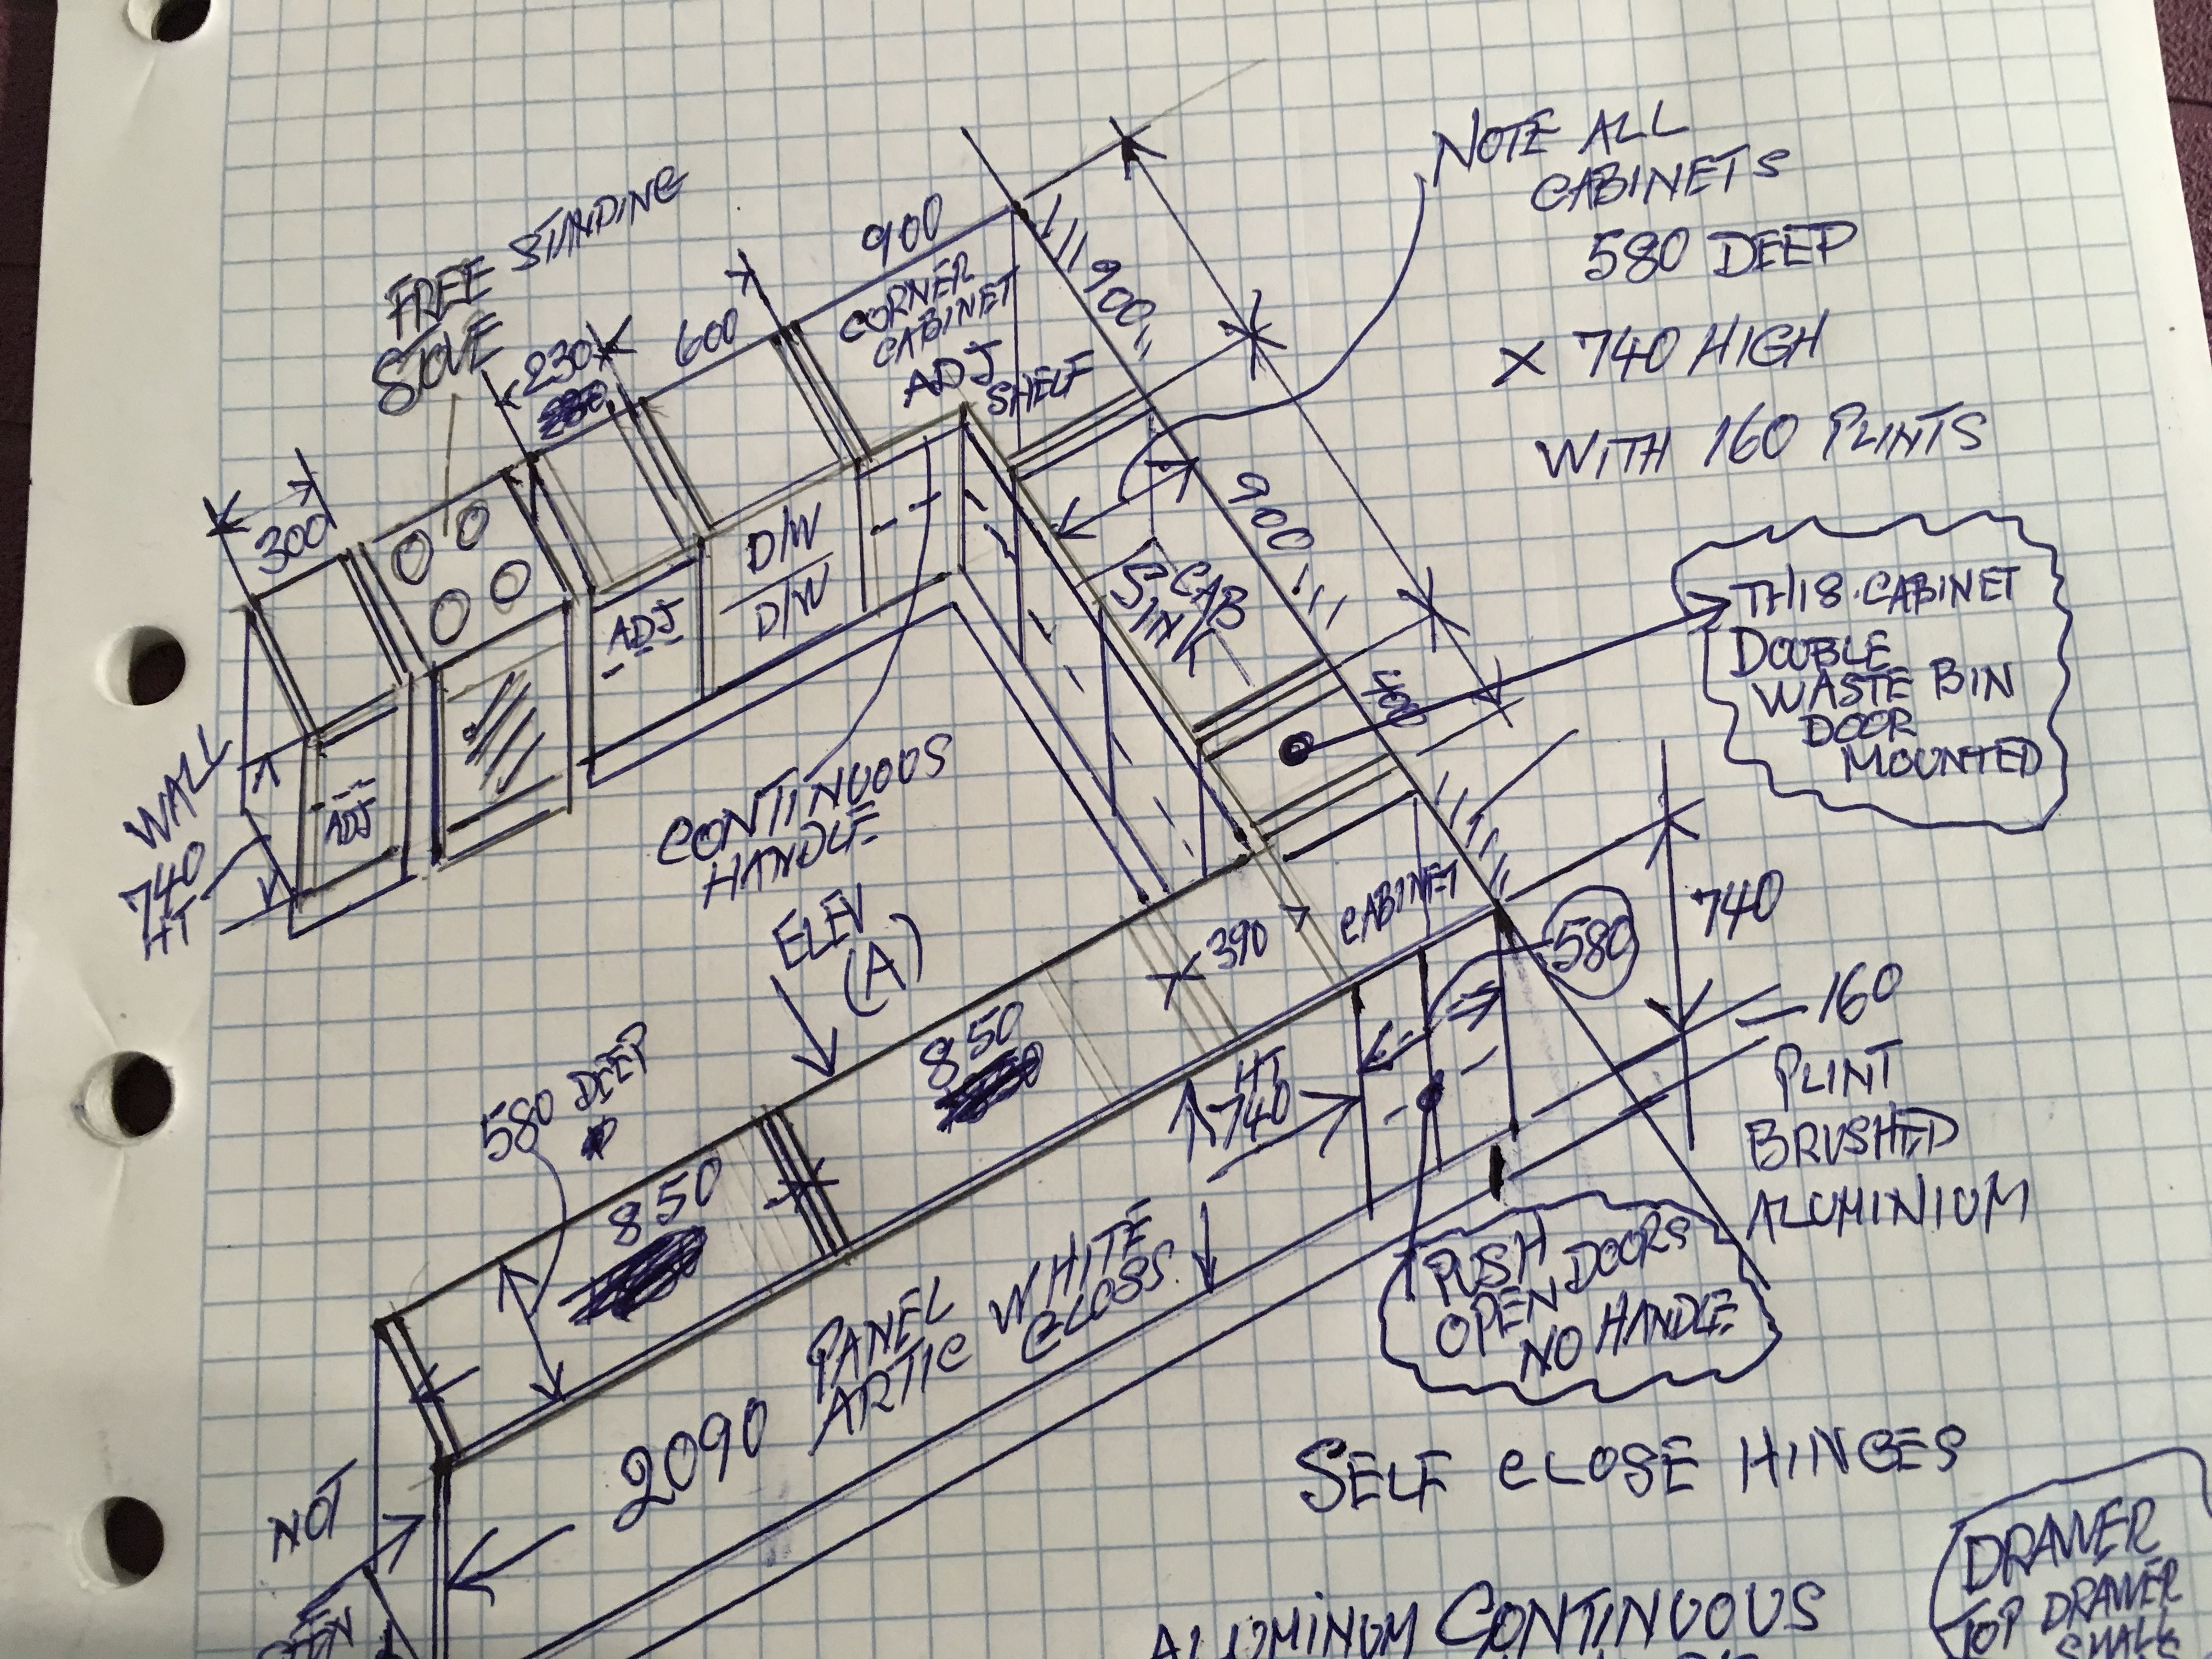 NOTE ALL
CABINETS
580 DEEP
X 740 HIGH
WITH 160 PLINTS
FREE STANDING
STOVE
230
600
900
CORNER
CABINET
ADJ
SHELF
900
300
ADJ
D/W
D/W
ADJ
WALL
740
HT
900
SINK
CAB
400
THIS CABINET
DOUBLE
WASTE BIN
DOOR
MOUNTED
CONTINUOUS
HANDLE
ELEV
(A)
390
CABINET
580
740
160
PLINT
BRUSHED
ALUMINIUM
580 DEEP
850
850
HT
740
2090
PANEL
ARTIC WHITE
GLOSS.
PUSH
OPEN DOORS
NO HANDLE
SELF CLOSE HINGES
NOT
SEEN
ALUMINUM CONTINUOUS
DRAWER
TOP DRAWER
SMALL